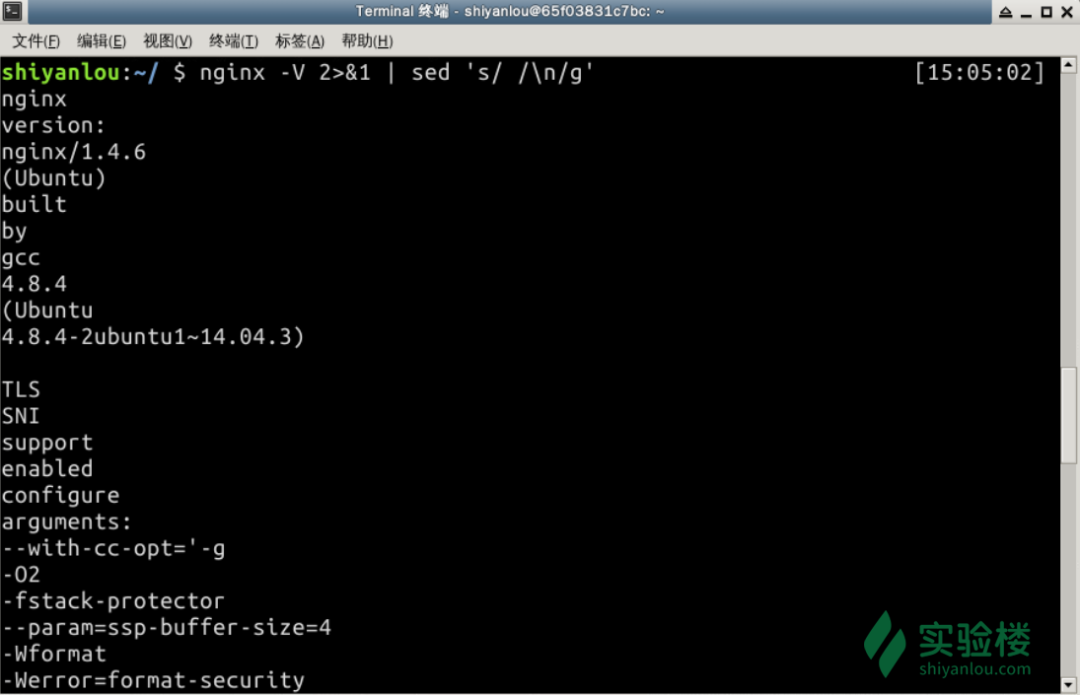 Terminal 终端 - shiyanlou@65f03831c7bc: ~
文件(F) 编辑(E) 视图(V) 终端(T) 标签(A) 帮助(H)
shiyanlou:~/ $ nginx -V 2>&1 | sed 's/ /\n/g' [15:05:02]
nginx
version:
nginx/1.4.6
(Ubuntu)
built
by
gcc
4.8.4
(Ubuntu
4.8.4-2ubuntu1~14.04.3)
TLS
SNI
support
enabled
configure
arguments:
--with-cc-opt='-g
-O2
-fstack-protector
--param=ssp-buffer-size=4
-Wformat
-Werror=format-security
实验楼
shiyanlou.com